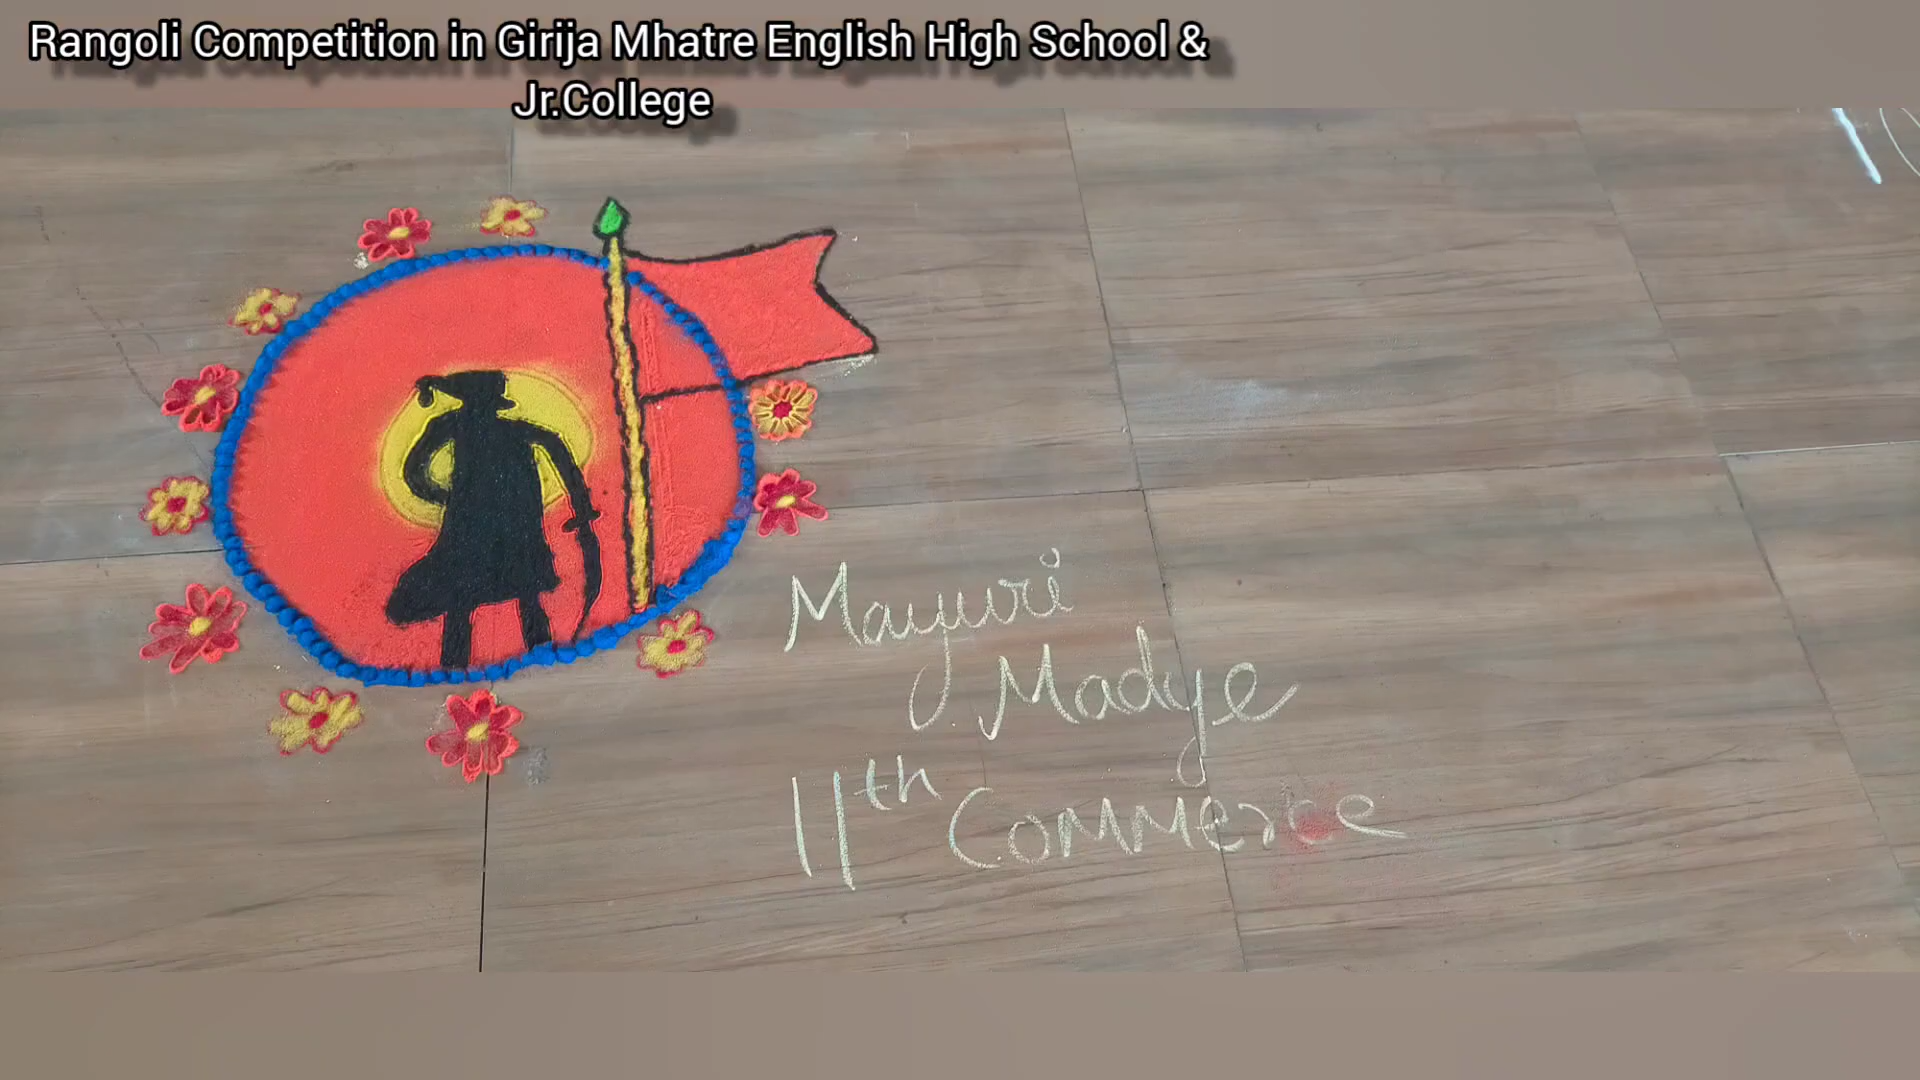 Rangoli Competition in Girija Mhatre English High School &
Jr.College
Mayuri
Madye
11th Commerce